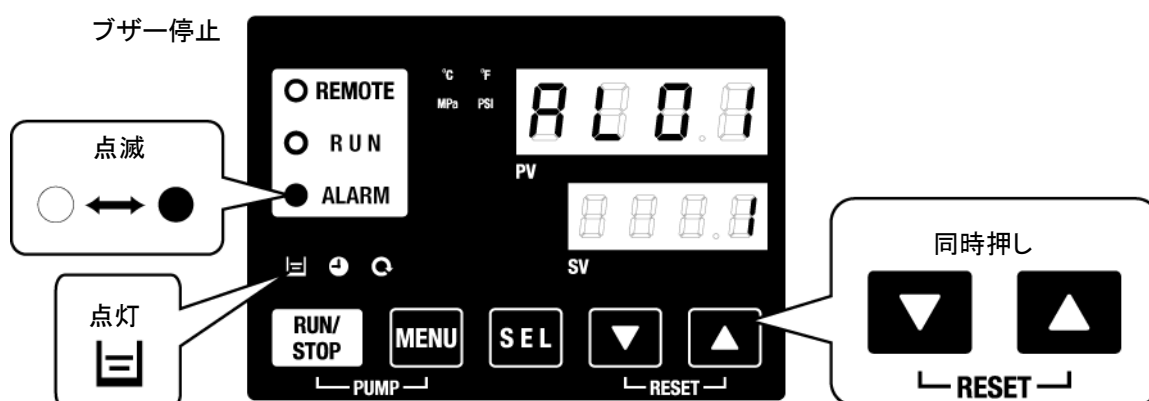 ブザー停止
REMOTE
RUN
ALARM
°C °F
MPa PSI
AL01
PV
1
SV
点滅
点灯
同時押し
RUN/
STOP
MENU
SEL
▼
▲
PUMP
RESET
▼ ▲
RESET